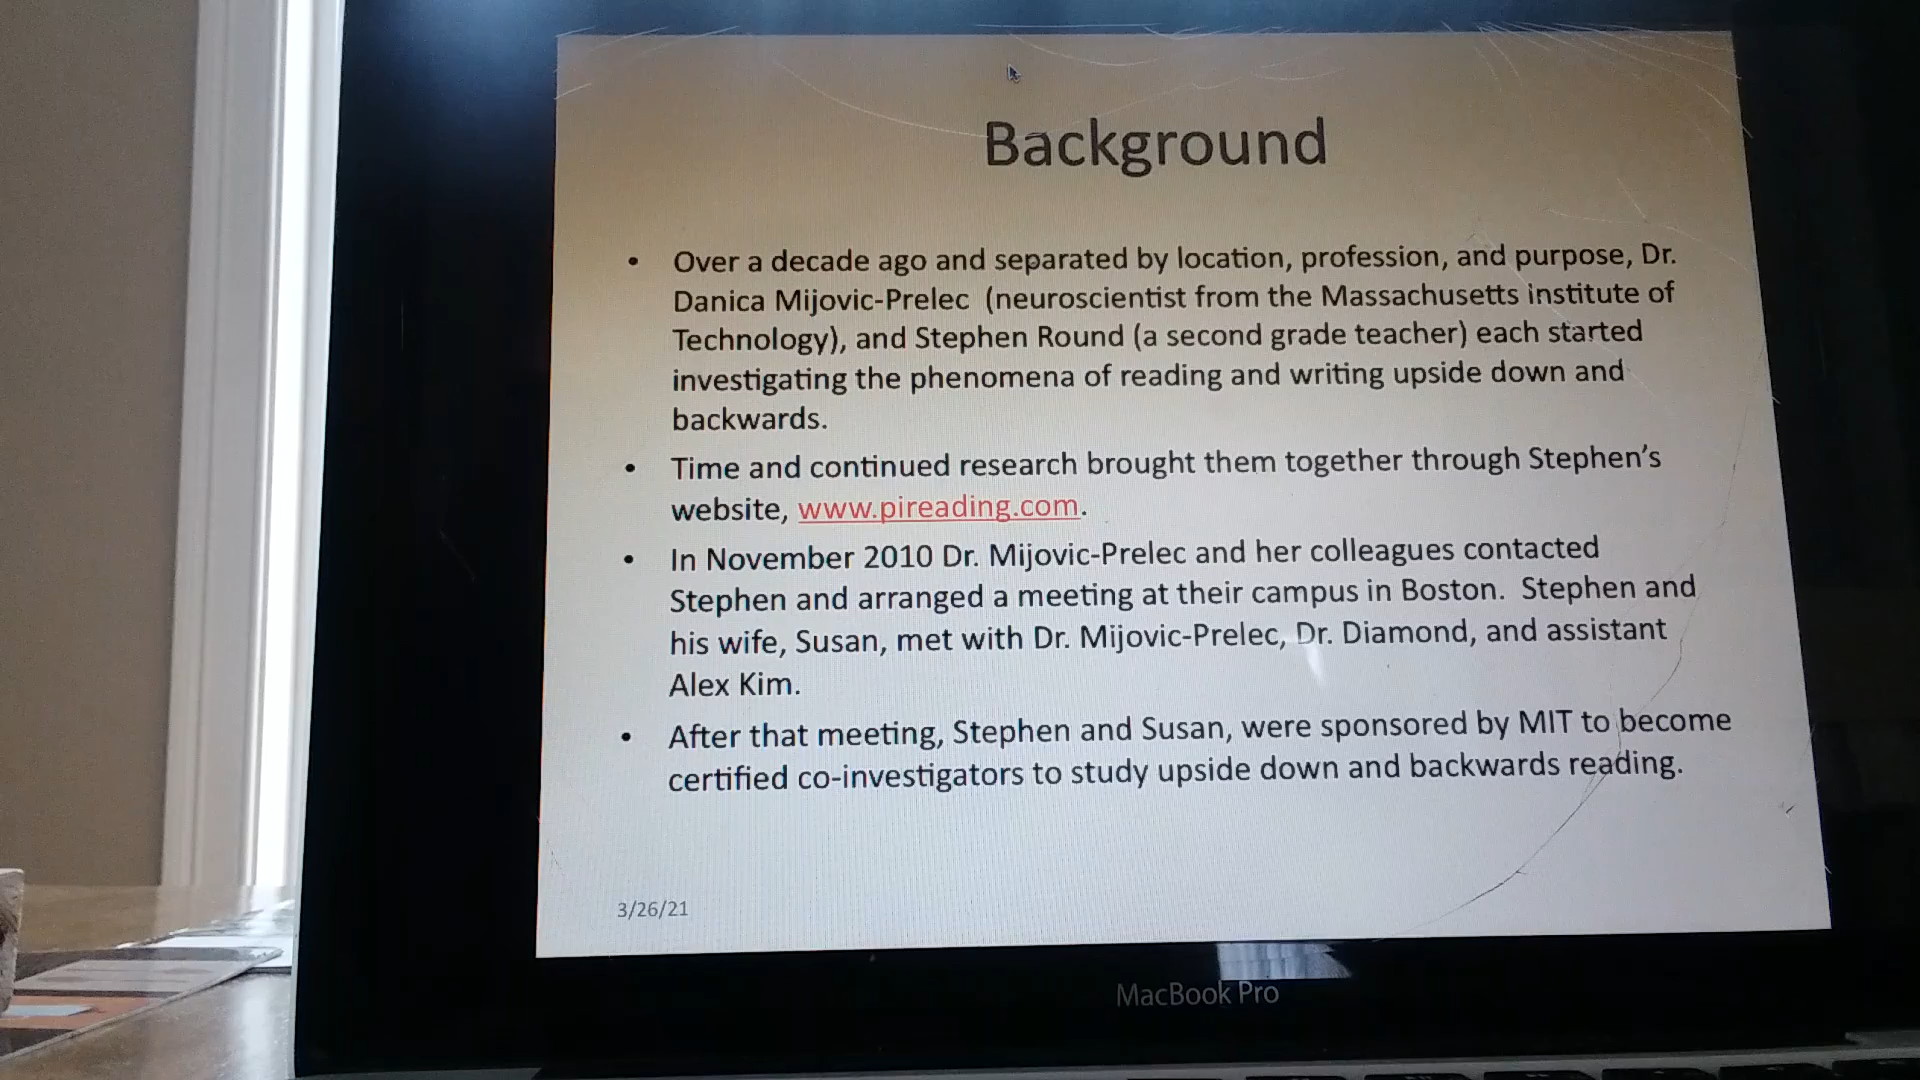 Background
• Over a decade ago and separated by location, profession, and purpose, Dr.
Danica Mijovic-Prelec (neuroscientist from the Massachusetts institute of
Technology), and Stephen Round (a second grade teacher) each started
investigating the phenomena of reading and writing upside down and
backwards.
• Time and continued research brought them together through Stephen's
website, www.pireading.com.
• In November 2010 Dr. Mijovic-Prelec and her colleagues contacted
Stephen and arranged a meeting at their campus in Boston. Stephen and
his wife, Susan, met with Dr. Mijovic-Prelec, Dr. Diamond, and assistant
Alex Kim.
• After that meeting, Stephen and Susan, were sponsored by MIT to become
certified co-investigators to study upside down and backwards reading.
3/26/21
MacBook Pro